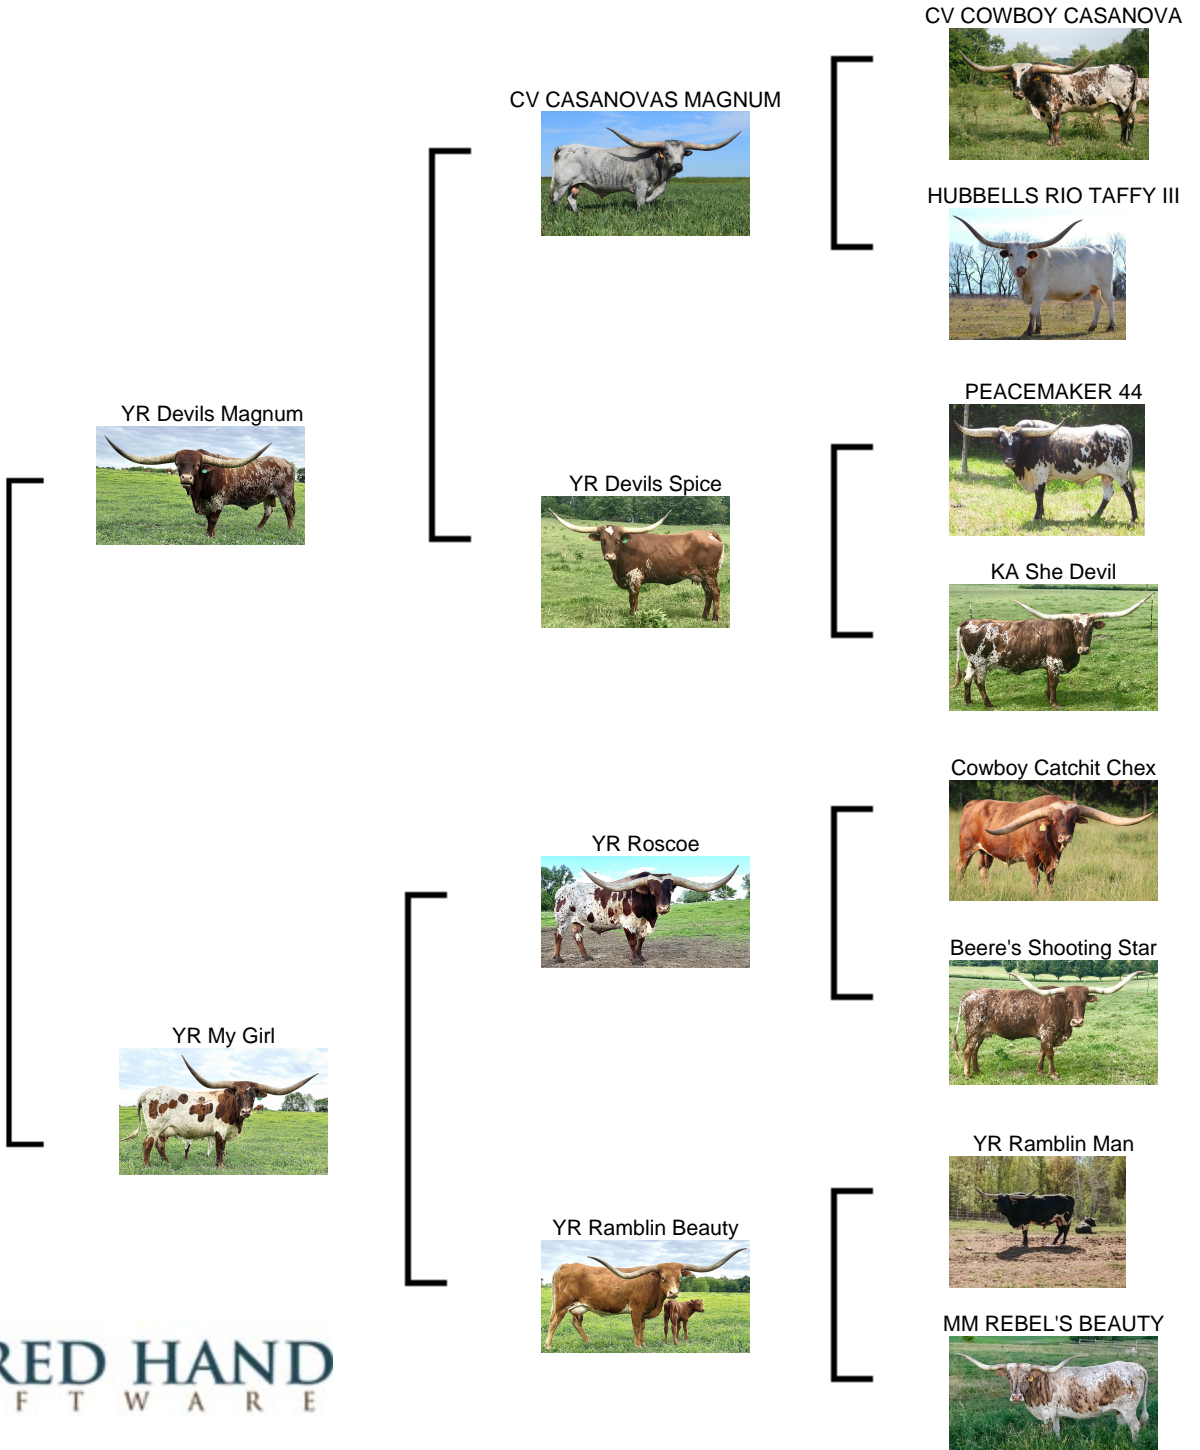 CV COWBOY CASANOVA
CV CASANOVAS MAGNUM
HUBBELLS RIO TAFFY III
YR Devils Magnum
PEACEMAKER 44
YR Devils Spice
KA She Devil
Cowboy Catchit Chex
YR Roscoe
Beere's Shooting Star
YR My Girl
YR Ramblin Man
YR Ramblin Beauty
MM REBEL'S BEAUTY
RED HAND
F T W A R E